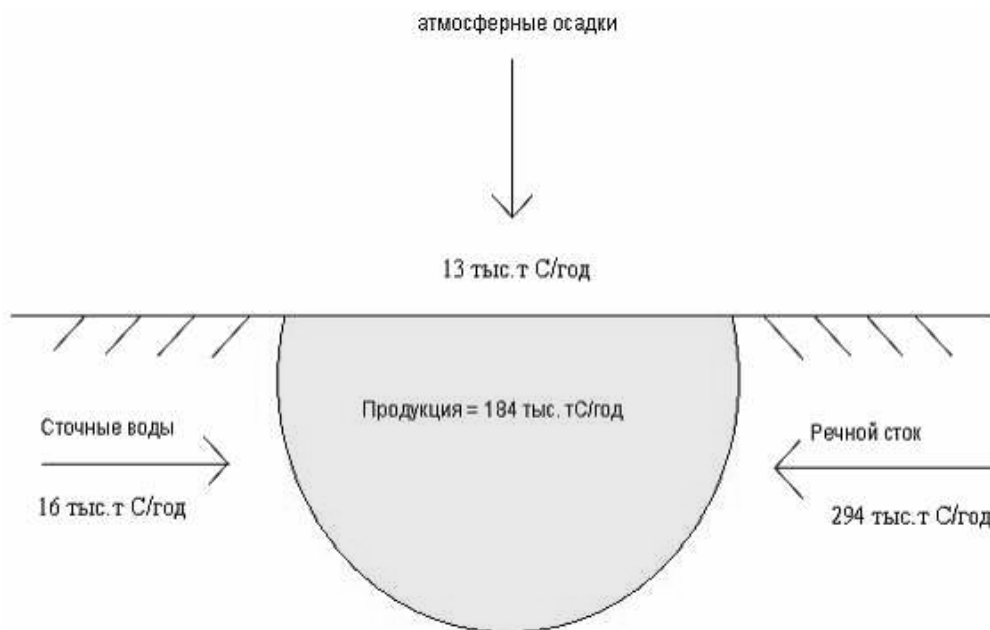 атмосферные осадки
13 тыс.т С/год
Продукция = 184 тыс. тС/год
Сточные воды
16 тыс.т С/год
Речной сток
294 тыс.т С/год